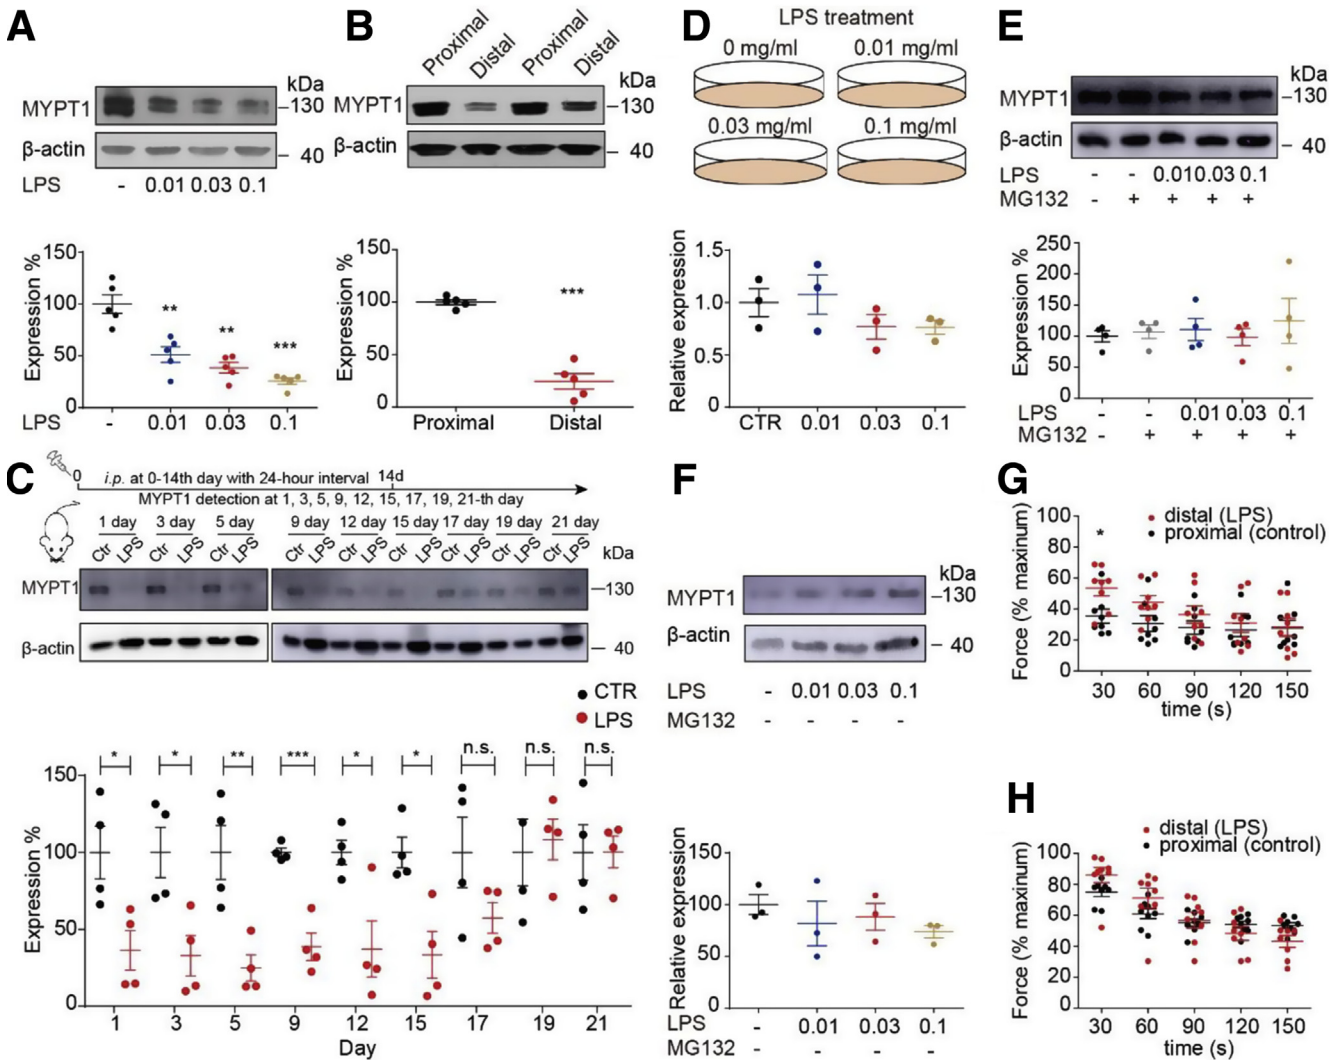 A
kDa
MYPT1
–130
β-actin
– 40
LPS - 0.01 0.03 0.1
Expression %
150
100
50
0
** ** ***
LPS - 0.01 0.03 0.1
B
Proximal Distal Proximal Distal
kDa
MYPT1
–130
β-actin
– 40
Expression %
150
100
50
0
***
Proximal Distal
D
LPS treatment
0 mg/ml 0.01 mg/ml
0.03 mg/ml 0.1 mg/ml
Relative expression
1.5
1.0
0.5
0
CTR 0.01 0.03 0.1
E
kDa
MYPT1
–130
β-actin
– 40
LPS - - 0.01 0.03 0.1
MG132 - + + + +
Expression %
250
200
150
100
50
0
LPS - - 0.01 0.03 0.1
MG132 - + + + +
C
0 i.p. at 0-14th day with 24-hour interval 14d
MYPT1 detection at 1, 3, 5, 9, 12, 15, 17, 19, 21-th day
1 day 3 day 5 day 9 day 12 day 15 day 17 day 19 day 21 day
Ctr LPS Ctr LPS Ctr LPS Ctr LPS Ctr LPS Ctr LPS Ctr LPS Ctr LPS Ctr LPS
kDa
MYPT1
–130
β-actin
– 40
CTR
LPS
* * ** *** * * n.s. n.s. n.s.
Expression %
150
100
50
0
1 3 5 9 12 15 17 19 21
Day
F
kDa
MYPT1
–130
β-actin
– 40
LPS - 0.01 0.03 0.1
MG132 - - - -
Relative expression
150
100
50
0
LPS - 0.01 0.03 0.1
MG132 - - - -
G
distal (LPS)
proximal (control)
*
Force (% maxinum)
100
80
60
40
20
0
30 60 90 120 150
time (s)
H
distal (LPS)
proximal (control)
Force (% maxinum)
100
80
60
40
20
0
30 60 90 120 150
time (s)